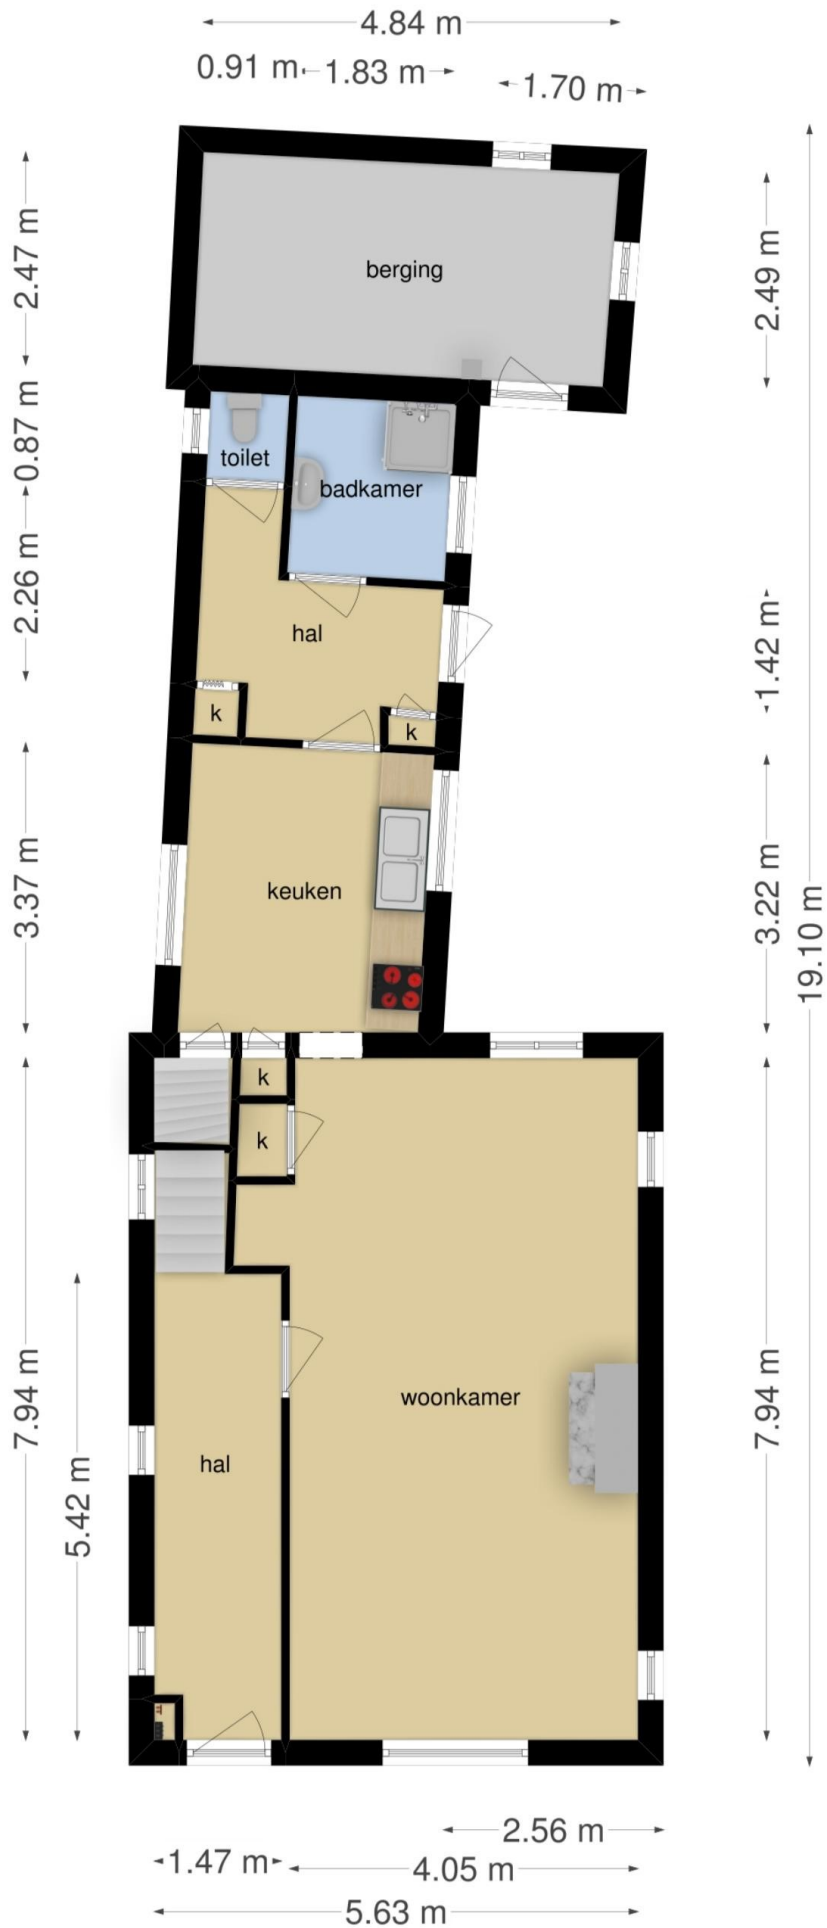 4.84 m
0.91 m
1.83 m
1.70 m
2.47 m
berging
2.49 m
0.87 m
toilet
badkamer
2.26 m
hal
1.42 m
k
k
3.37 m
keuken
3.22 m
19.10 m
k
k
7.94 m
woonkamer
7.94 m
hal
5.42 m
2.56 m
1.47 m
4.05 m
5.63 m